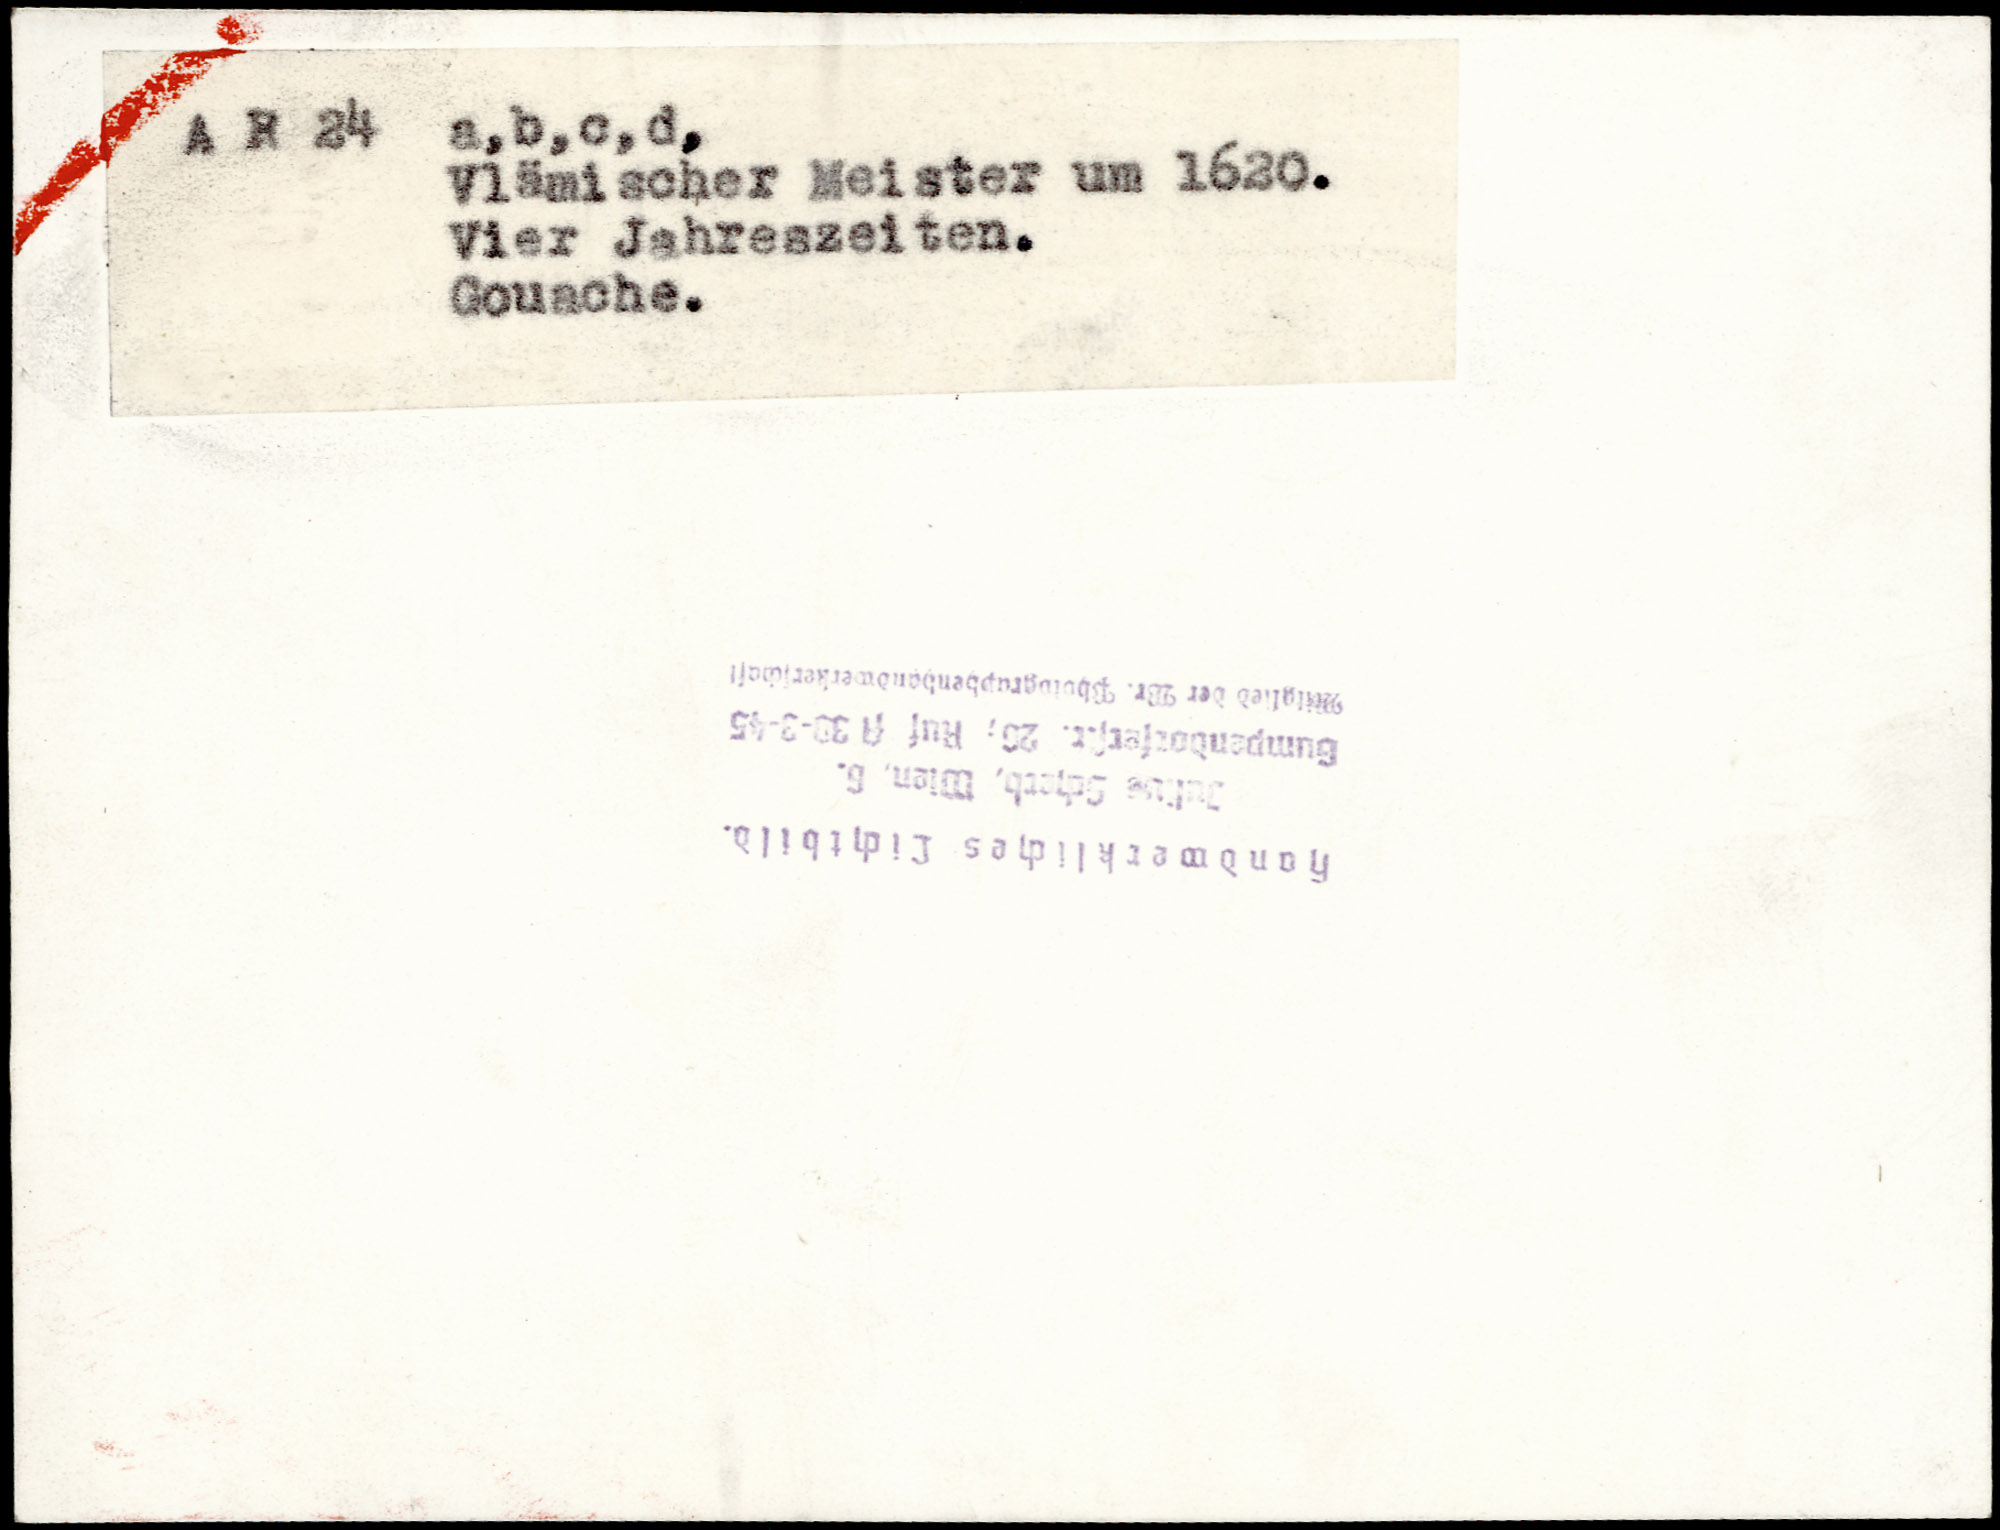 A R 24 a,b,c,d,
Vlämischer Meister um 1620.
Vier Jahreszeiten.
Gouache.
Handwerkliches Lichtbild.
Julius Scherb, Wien, 6.
Gumpendorferstr. 20; Ruf A 39-3-45
Mitglied der Wr. Photographenhandwerkerschaft